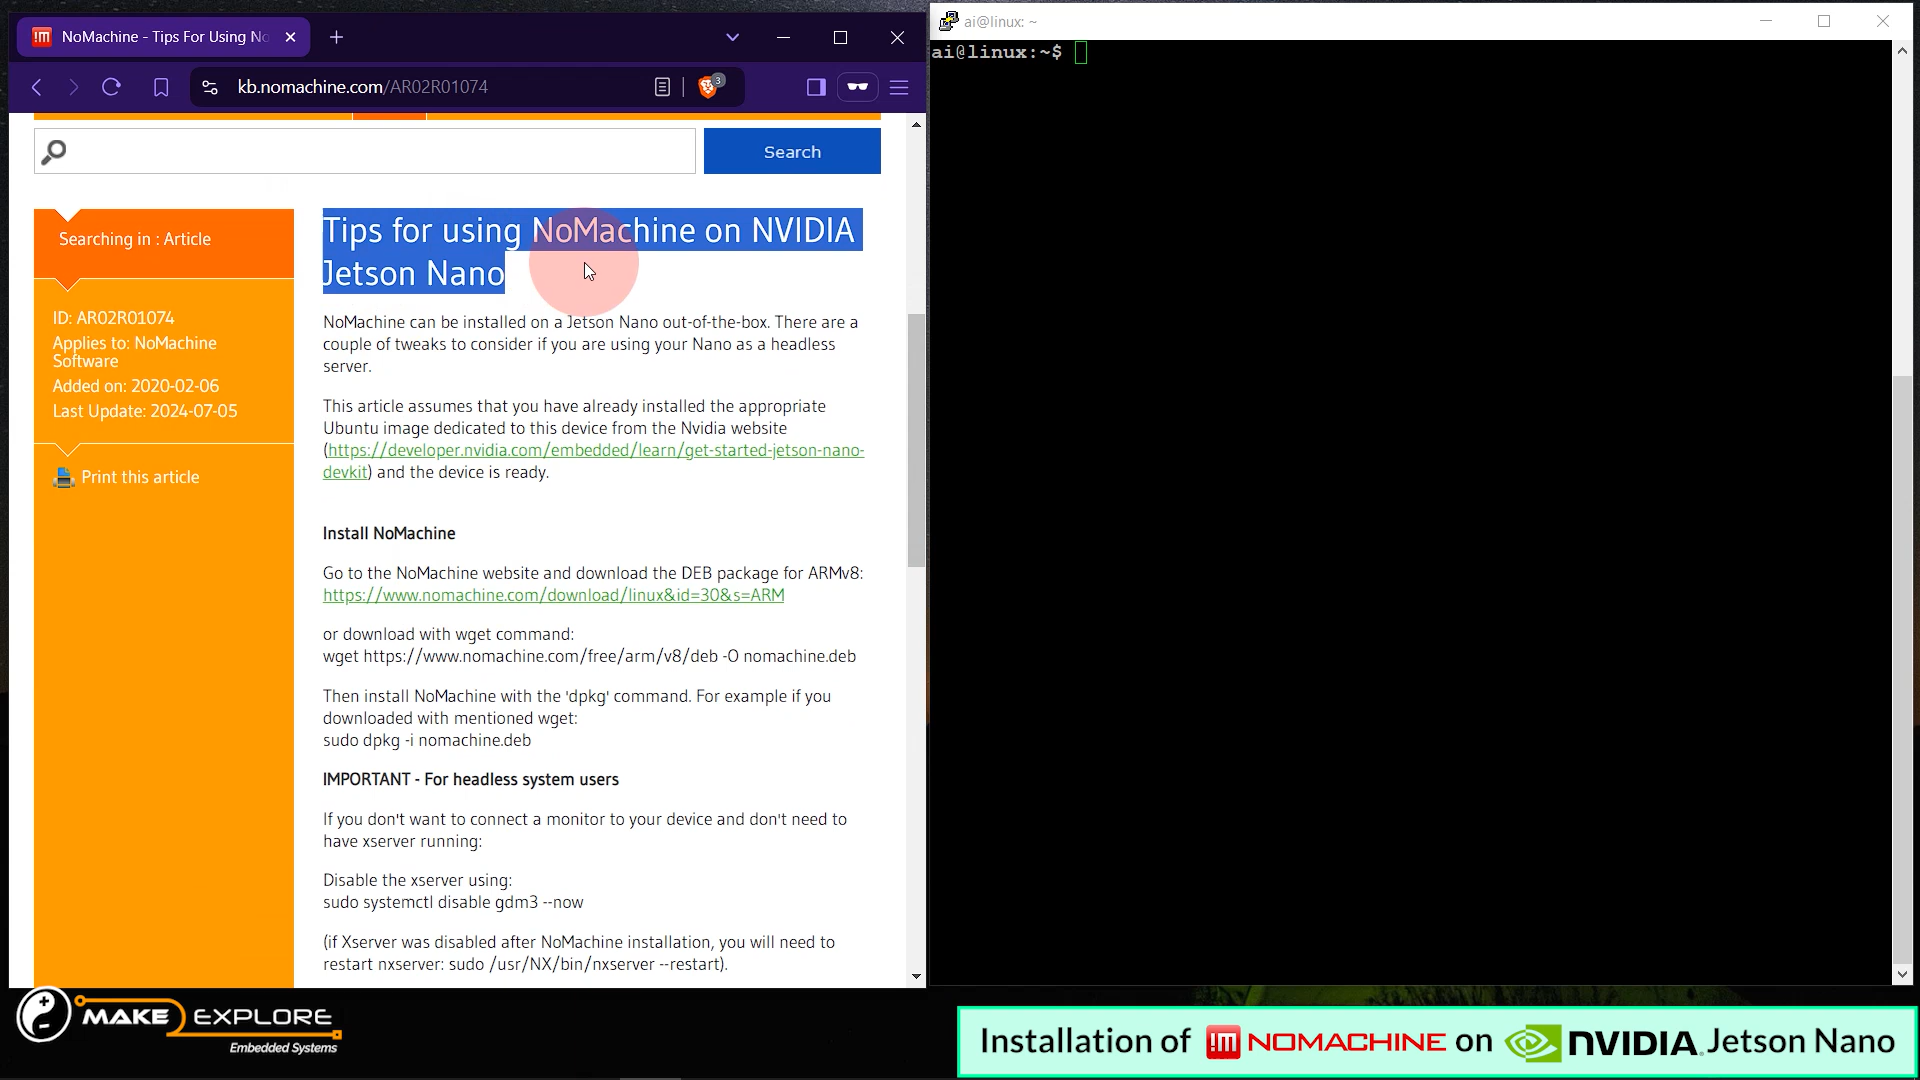 NoMachine - Tips For Using No
kb.nomachine.com/AR02R01074
3
Search
Searching in : Article
ID: AR02R01074
Applies to: NoMachine
Software
Added on: 2020-02-06
Last Update: 2024-07-05
Print this article
Tips for using NoMachine on NVIDIA
Jetson Nano
NoMachine can be installed on a Jetson Nano out-of-the-box. There are a
couple of tweaks to consider if you are using your Nano as a headless
server.
This article assumes that you have already installed the appropriate
Ubuntu image dedicated to this device from the Nvidia website
(https://developer.nvidia.com/embedded/learn/get-started-jetson-nano-
devkit) and the device is ready.
Install NoMachine
Go to the NoMachine website and download the DEB package for ARMv8:
https://www.nomachine.com/download/linux&id=30&s=ARM
or download with wget command:
wget https://www.nomachine.com/free/arm/v8/deb -O nomachine.deb
Then install NoMachine with the 'dpkg' command. For example if you
downloaded with mentioned wget:
sudo dpkg -i nomachine.deb
IMPORTANT - For headless system users
If you don't want to connect a monitor to your device and don't need to
have xserver running:
Disable the xserver using:
sudo systemctl disable gdm3 --now
(if Xserver was disabled after NoMachine installation, you will need to
restart nxserver: sudo /usr/NX/bin/nxserver --restart).
ai@linux: ~
ai@linux:~$
MAKE EXPLORE
Embedded Systems
Installation of !M NOMACHINE on NVIDIA. Jetson Nano